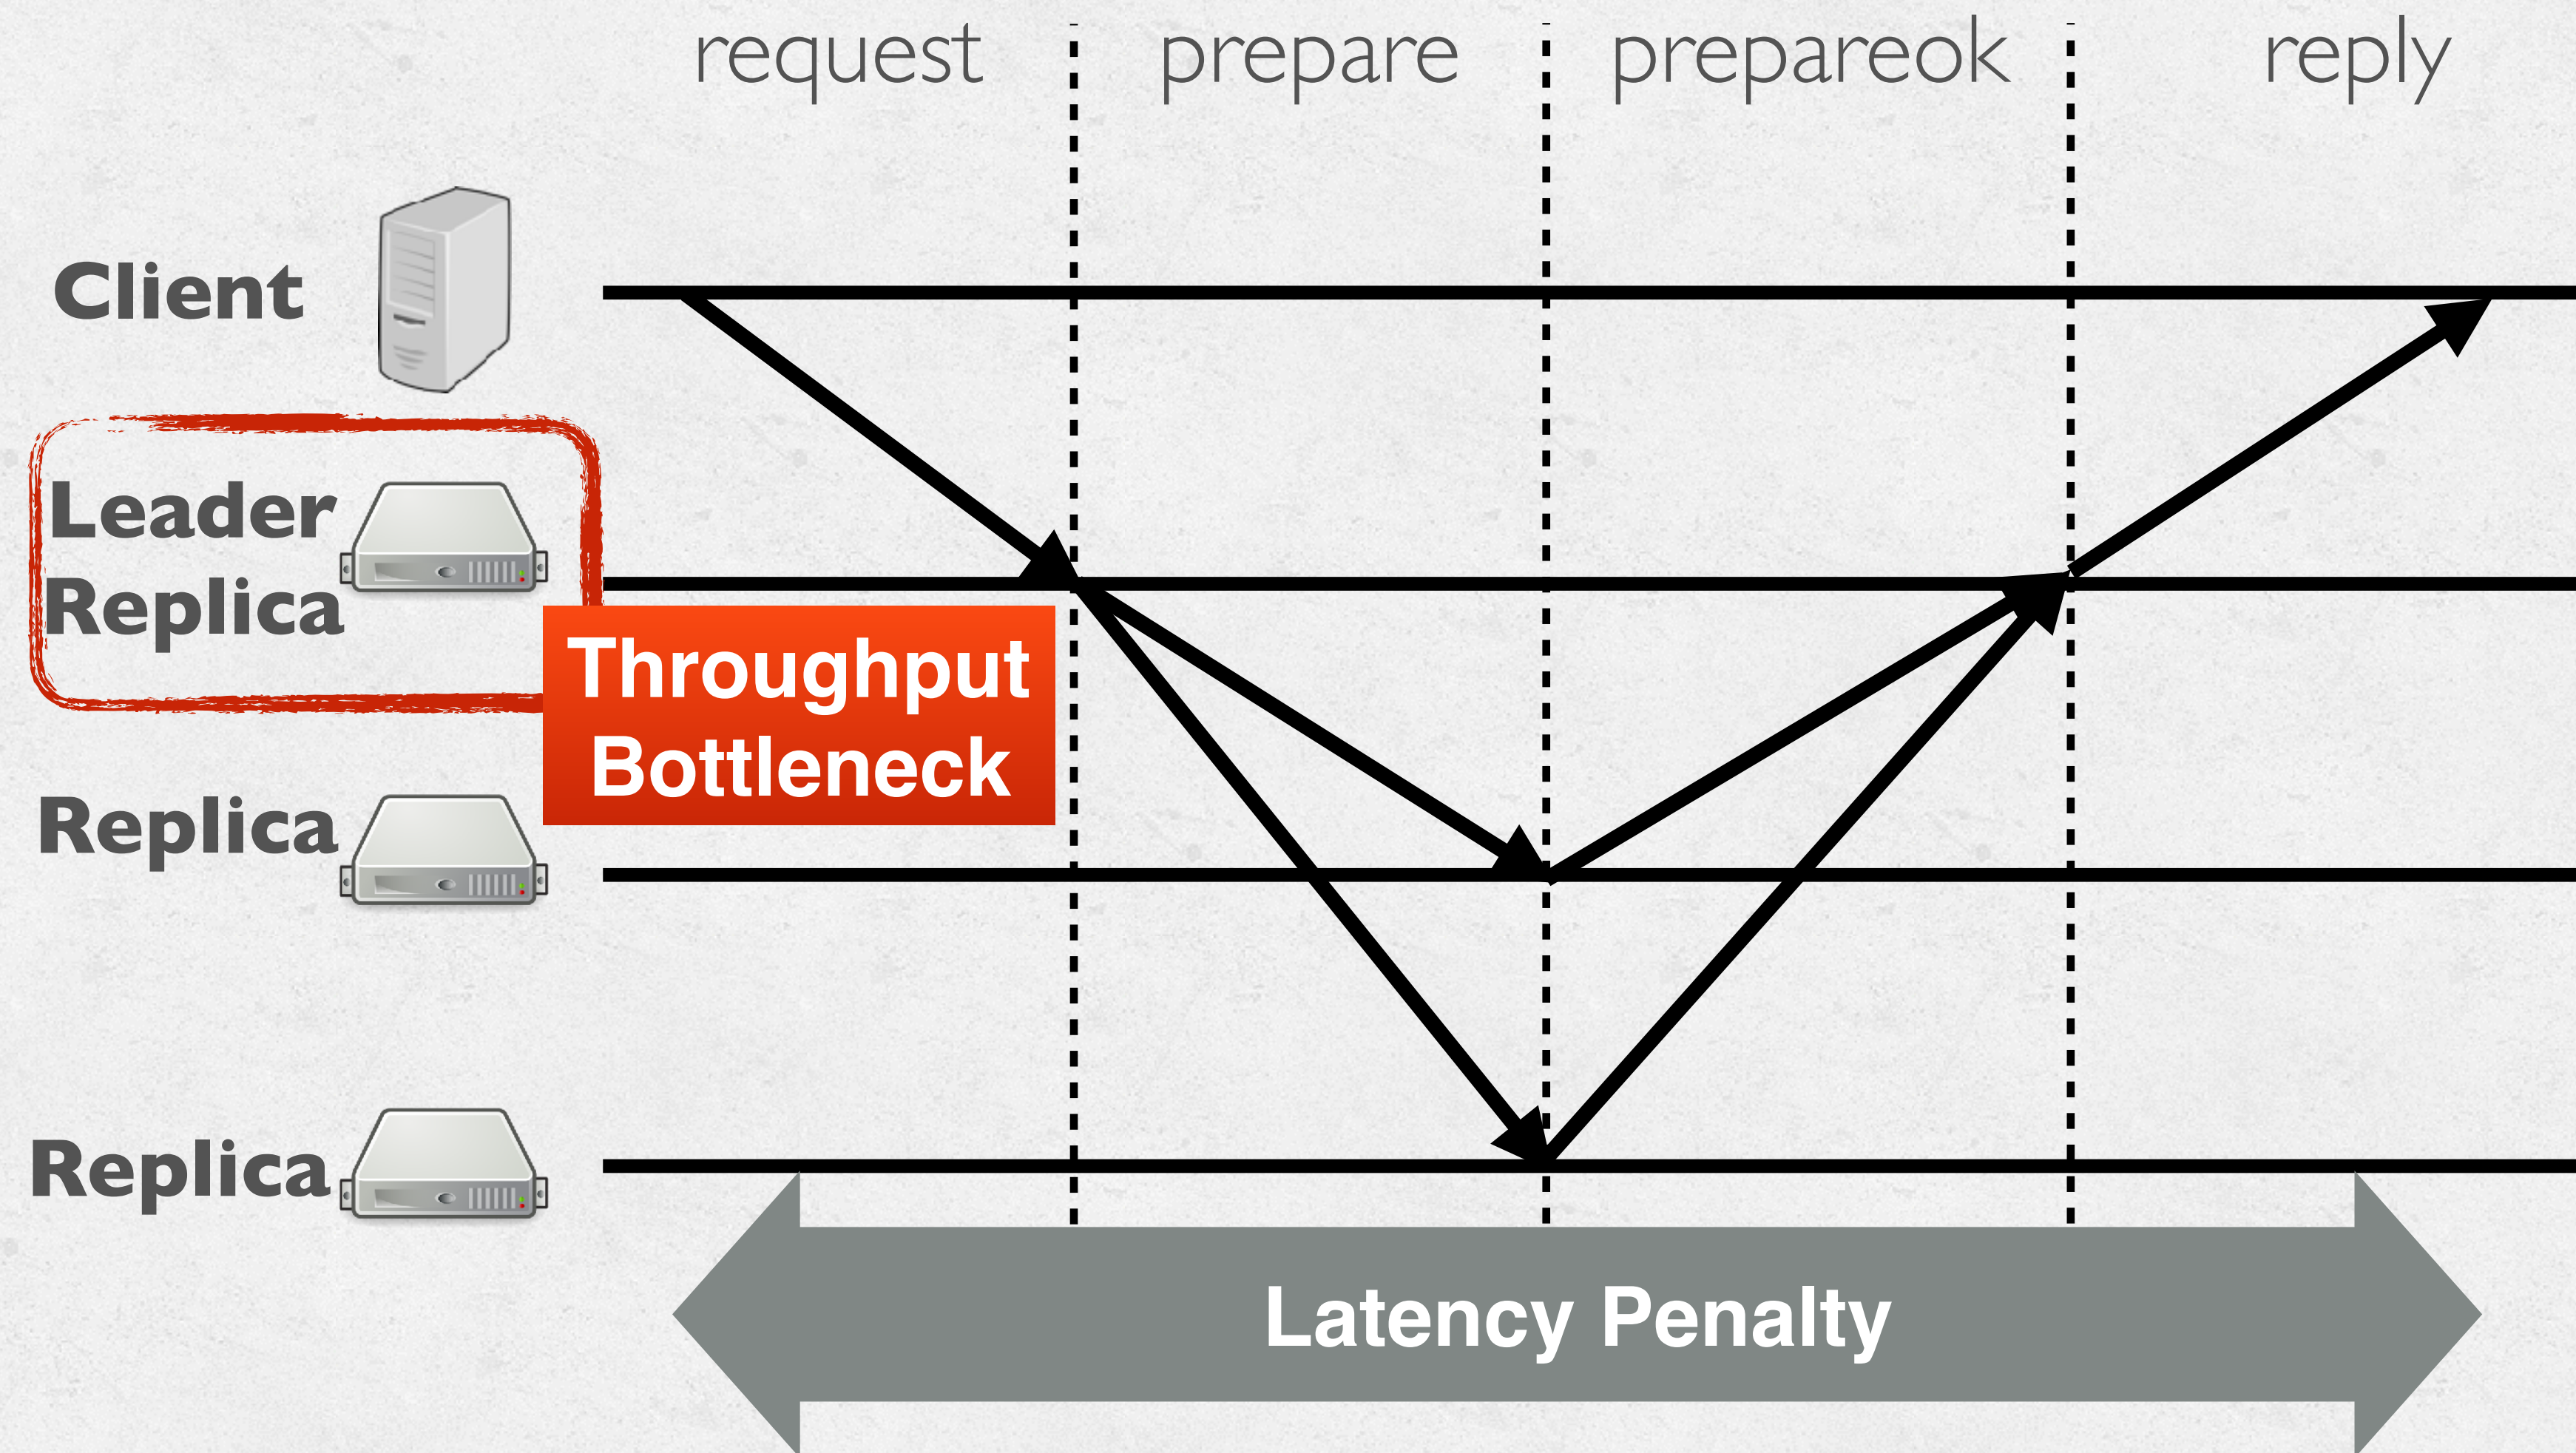 request
prepare
prepareok
reply
Client
Leader
Replica
Throughput
Bottleneck
Replica
Replica
Latency Penalty